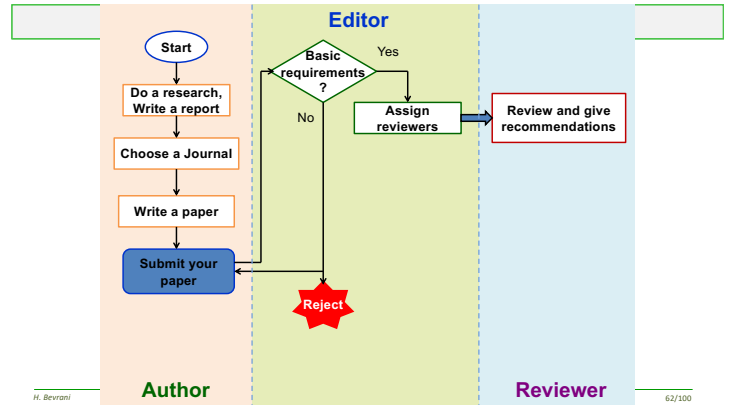 Editor
Start
Do a research,
Write a report
Choose a Journal
Write a paper
Submit your
paper
Basic
requirements
?
Yes
No
Assign
reviewers
Review and give
recommendations
Reject
Author
Reviewer
H. Bevrani
62/100